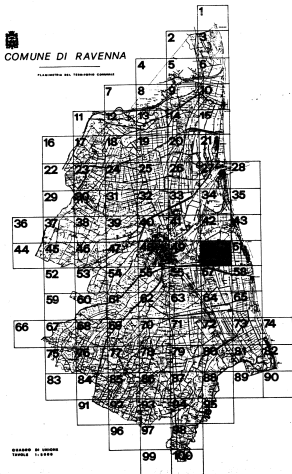 COMUNE DI RAVENNA
PLANIMETRIA DEL TERRITORIO COMUNALE
1
2 3
4 5 6
7 8 9 10
11 12 13 14 15
16 17 18 19 20 21
22 23 24 25 26 27 28
29 30 31 32 33 34 35
36 37 38 39 40 41 42 43
44 45 46 47 48 49 51
52 53 54 55 56 57 58
59 60 61 62 63 64 65
66 67 68 69 70 71 72 73 74
75 76 77 78 79 80 81 82
83 84 85 86 87 88 89 90
91 92 93 94 95
96 97 98
99 100
QUADRO DI UNIONE
TAVOLE 1:5000